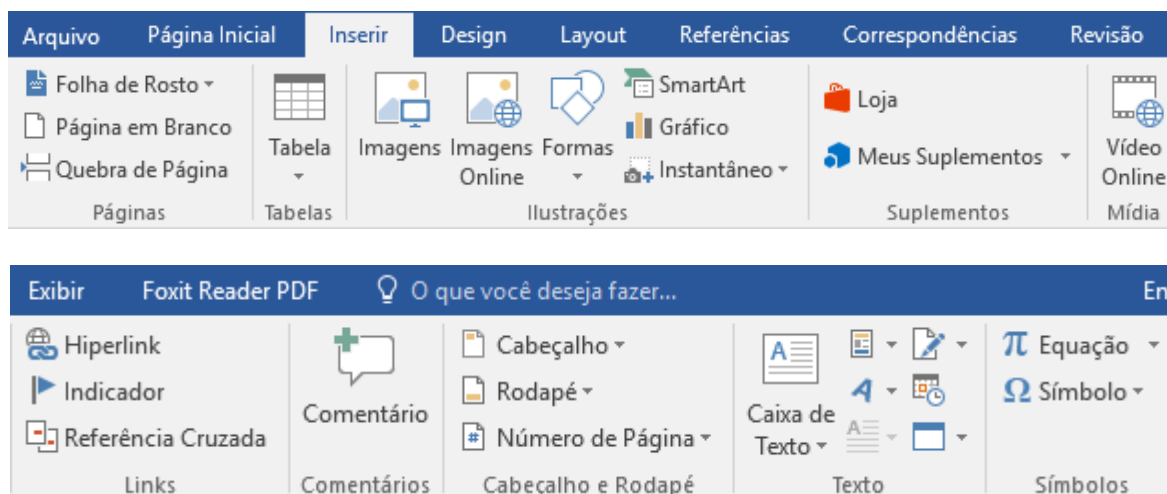 Arquivo Página Inicial Inserir Design Layout Referências Correspondências Revisão
Folha de Rosto
Página em Branco
Quebra de Página
Páginas
Tabela
Tabelas
Imagens
Imagens Online
Formas
SmartArt
Gráfico
Instantâneo
Ilustrações
Loja
Meus Suplementos
Suplementos
Vídeo
Online
Mídia
Exibir Foxit Reader PDF O que você deseja fazer... En
Hiperlink
Indicador
Referência Cruzada
Links
Comentário
Comentários
Cabeçalho
Rodapé
# Número de Página
Cabeçalho e Rodapé
A
Caixa de
Texto
A
A
Texto
π Equação
Ω Símbolo
Símbolos